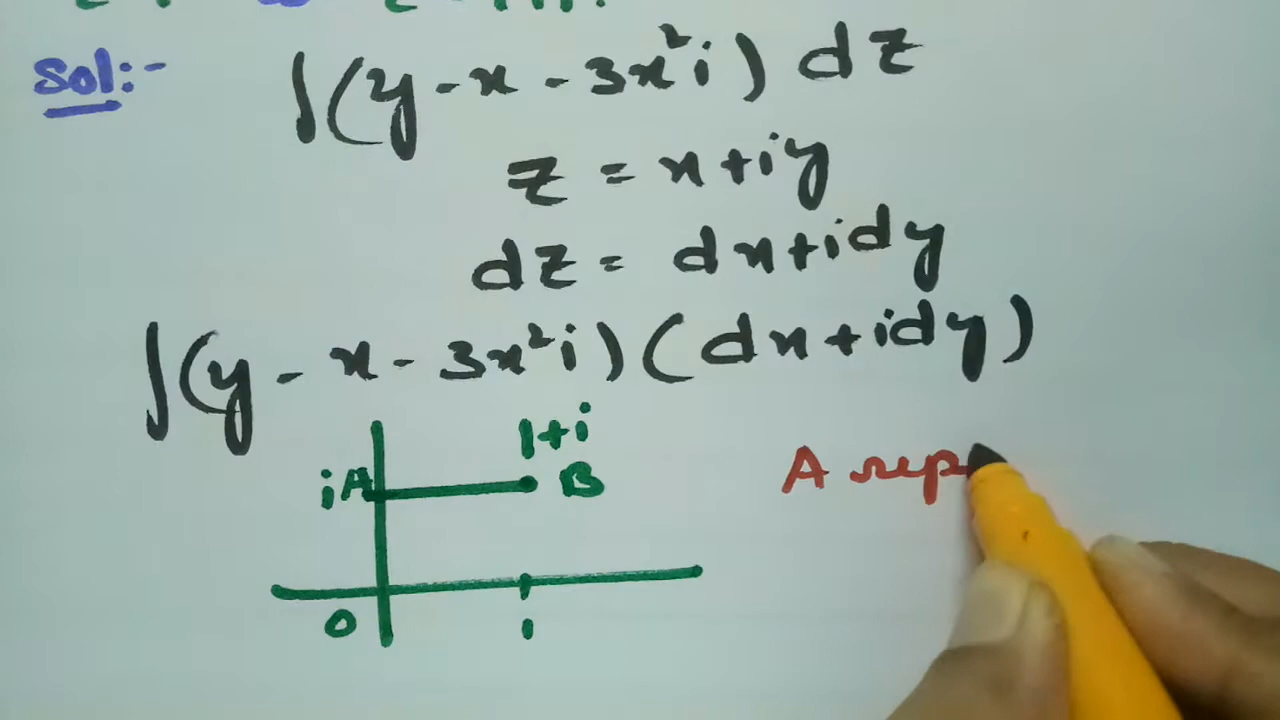 Sol:-
∫(y-x-3x²i) dz
z = x+iy
dz = dx+idy
∫(y-x-3x²i)(dx+idy)
1+i
iA B
A rep
0 1